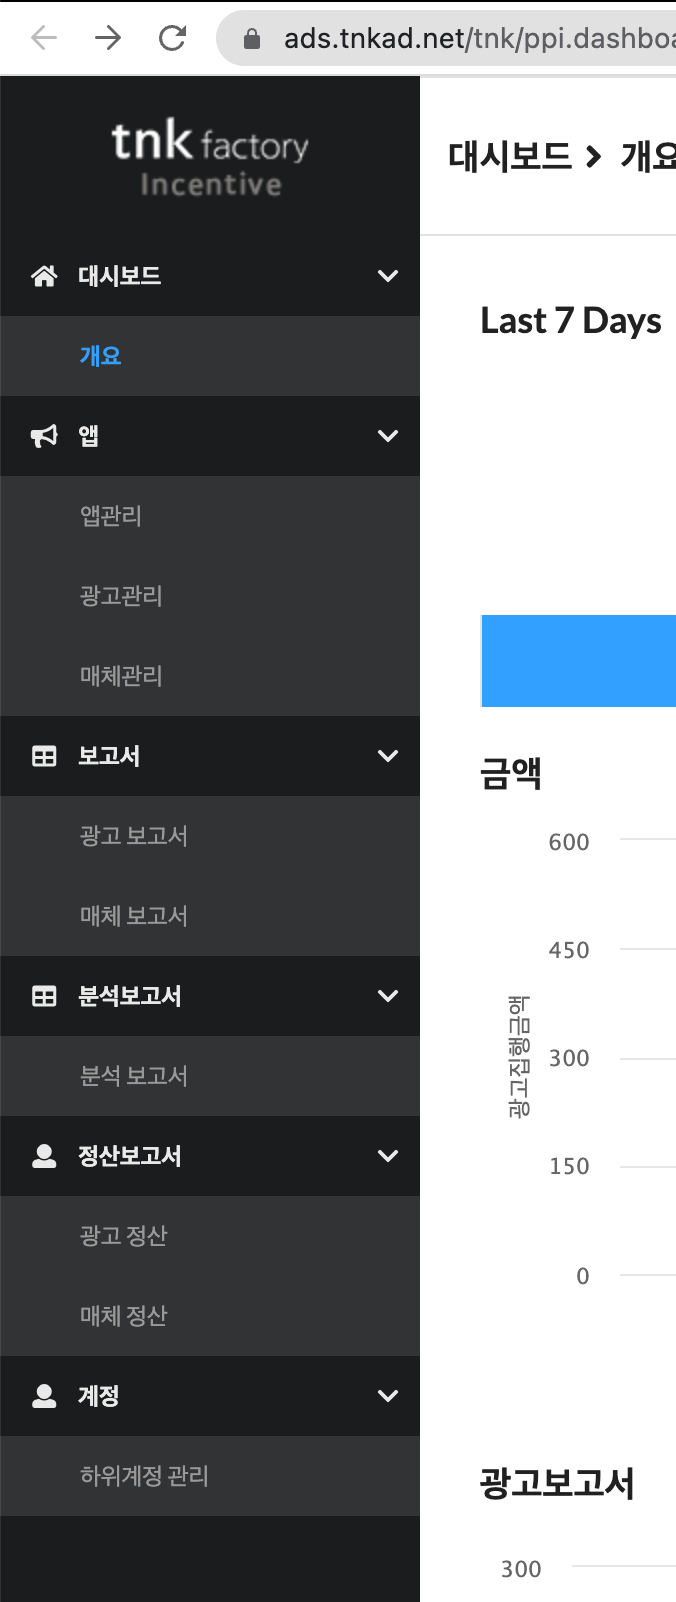 ads.tnkad.net/tnk/ppi.dashboa
tnk factory
Incentive
대시보드
개요
앱
앱관리
광고관리
매체관리
보고서
광고 보고서
매체 보고서
분석보고서
분석 보고서
정산보고서
광고 정산
매체 정산
계정
하위계정 관리
대시보드 > 개요
Last 7 Days
금액
600
450
300
150
0
광고집행금액
광고보고서
300